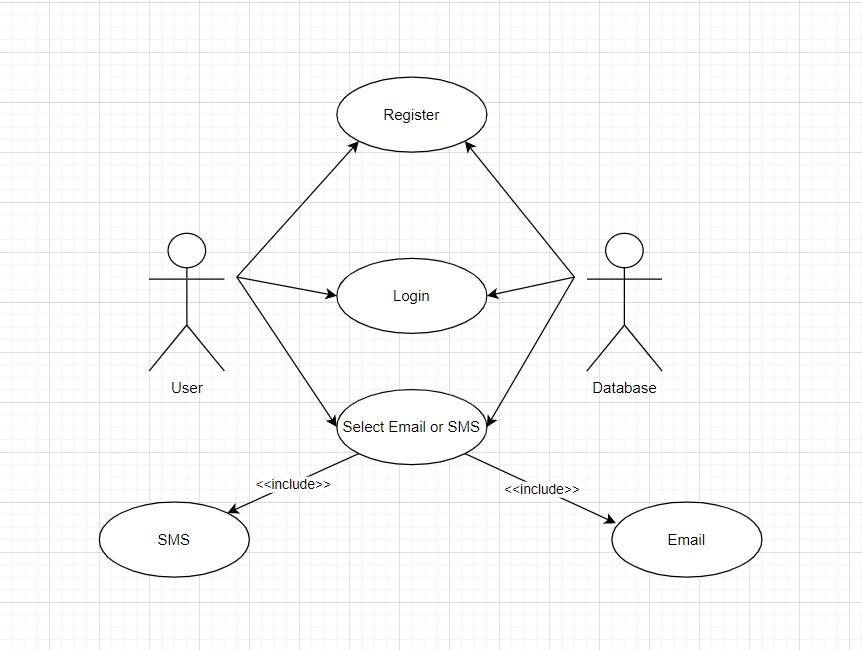 Register
Login
User
Database
Select Email or SMS
<<include>>
<<include>>
SMS
Email